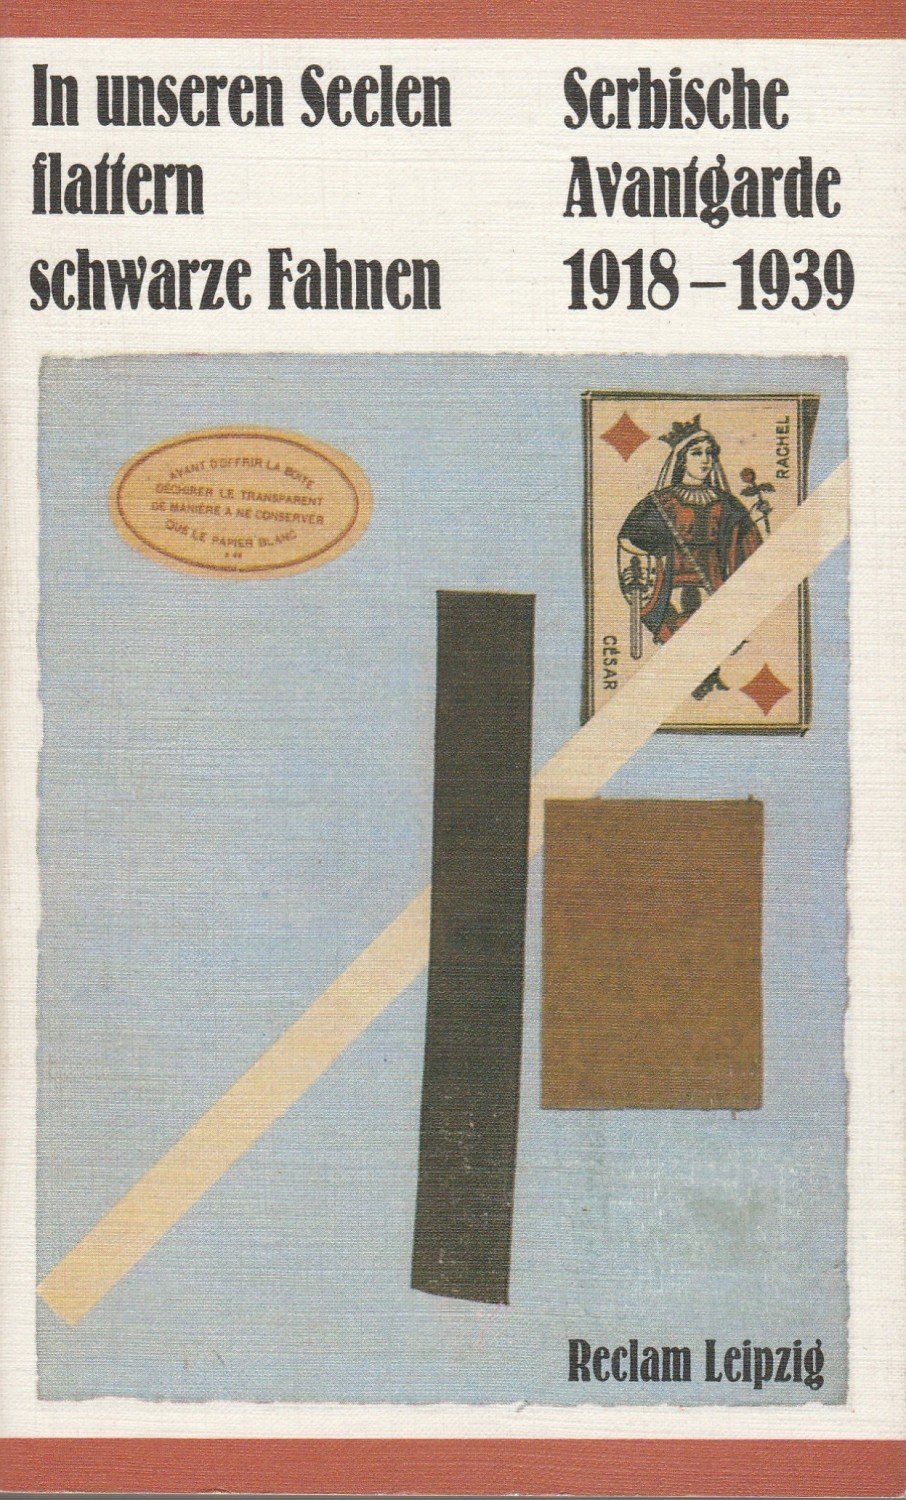 In unseren Seelen
flattern
schwarze Fahnen
Serbische
Avantgarde
1918 – 1939
AVANT D'OFFRIR LA BOITE
DÉCHIRER LE TRANSPARENT
DE MANIÈRE A NE CONSERVER
QUE LE PAPIER BLANC
RACHEL
CÉSAR
Reclam Leipzig